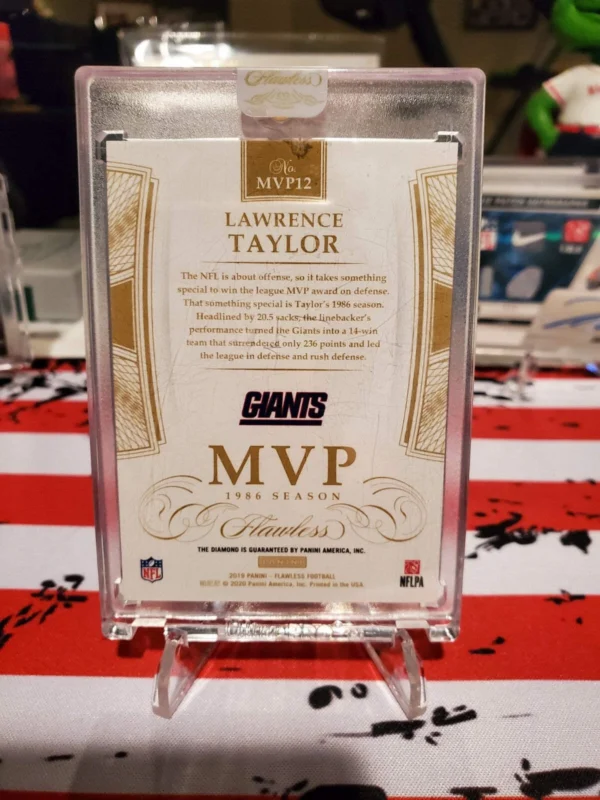 Flawless
No.
MVP12
LAWRENCE
TAYLOR
The NFL is about offense, so it takes something
special to win the league MVP award on defense.
That something special is Taylor's 1986 season.
Headlined by 20.5 sacks, the linebacker's
performance turned the Giants into a 14-win
team that surrendered only 236 points and led
the league in defense and rush defense.
GIANTS
MVP
1986 SEASON
Flawless
THE DIAMOND IS GUARANTEED BY PANINI AMERICA, INC.
PANINI
2019 PANINI - FLAWLESS FOOTBALL
© 2020 Panini America, Inc. Printed in the USA.
NFL
NFLPA